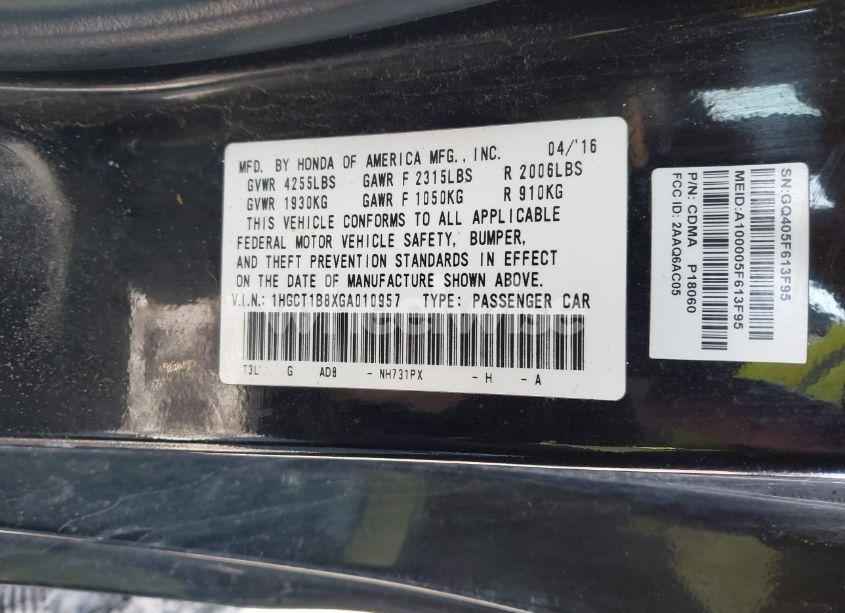 MFD. BY HONDA OF AMERICA MFG., INC. 04/'16
GVWR 4255LBS GAWR F 2315LBS R 2006LBS
GVWR 1930KG GAWR F 1050KG R 910KG
THIS VEHICLE CONFORMS TO ALL APPLICABLE
FEDERAL MOTOR VEHICLE SAFETY, BUMPER,
AND THEFT PREVENTION STANDARDS IN EFFECT
ON THE DATE OF MANUFACTURE SHOWN ABOVE.
V.I.N.: 1HGCT1B8XGA010957 TYPE: PASSENGER CAR
T3L' G AD8 - NH731PX - H - A
SN:GQ405F613F95
MEID:A100005F613F95
P/N: CDMA P18060
FCC ID: 2AAQ6AC05